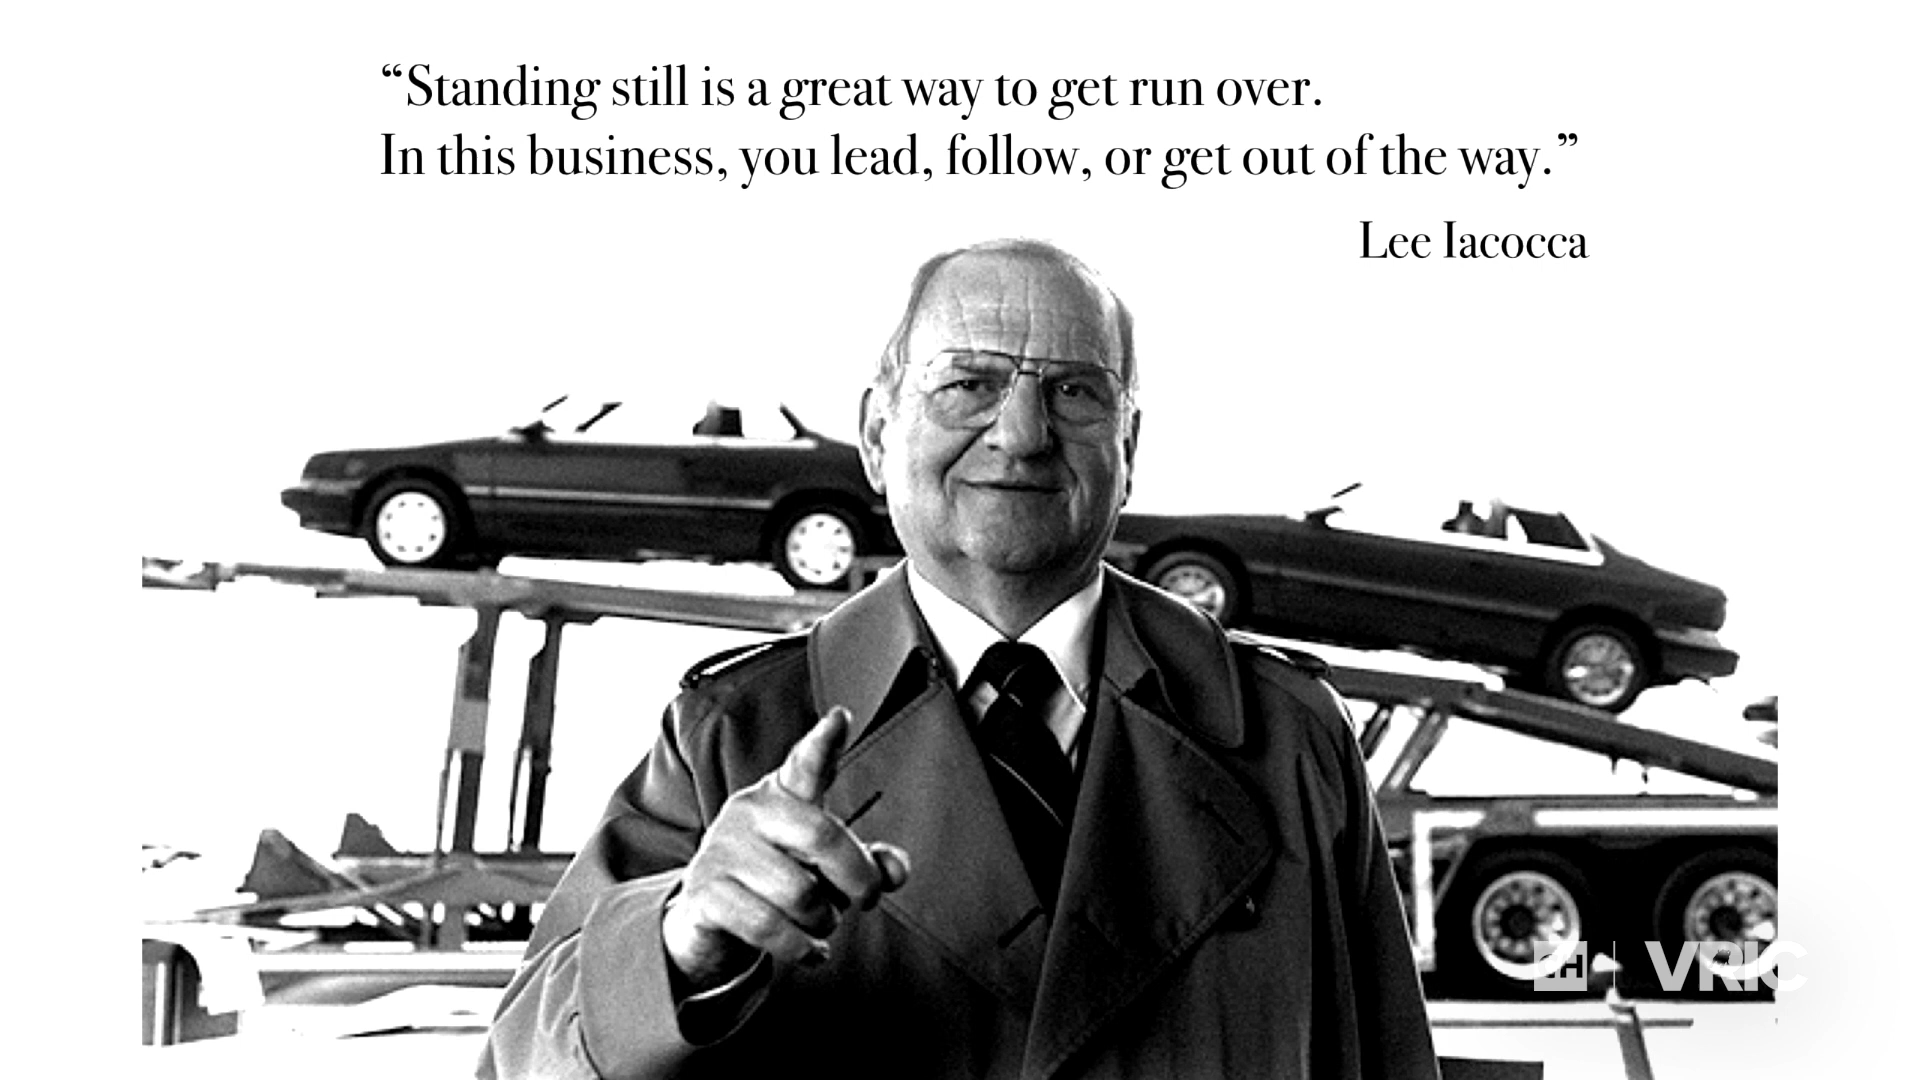 “Standing still is a great way to get run over.
In this business, you lead, follow, or get out of the way.”
Lee Iacocca
VRIC